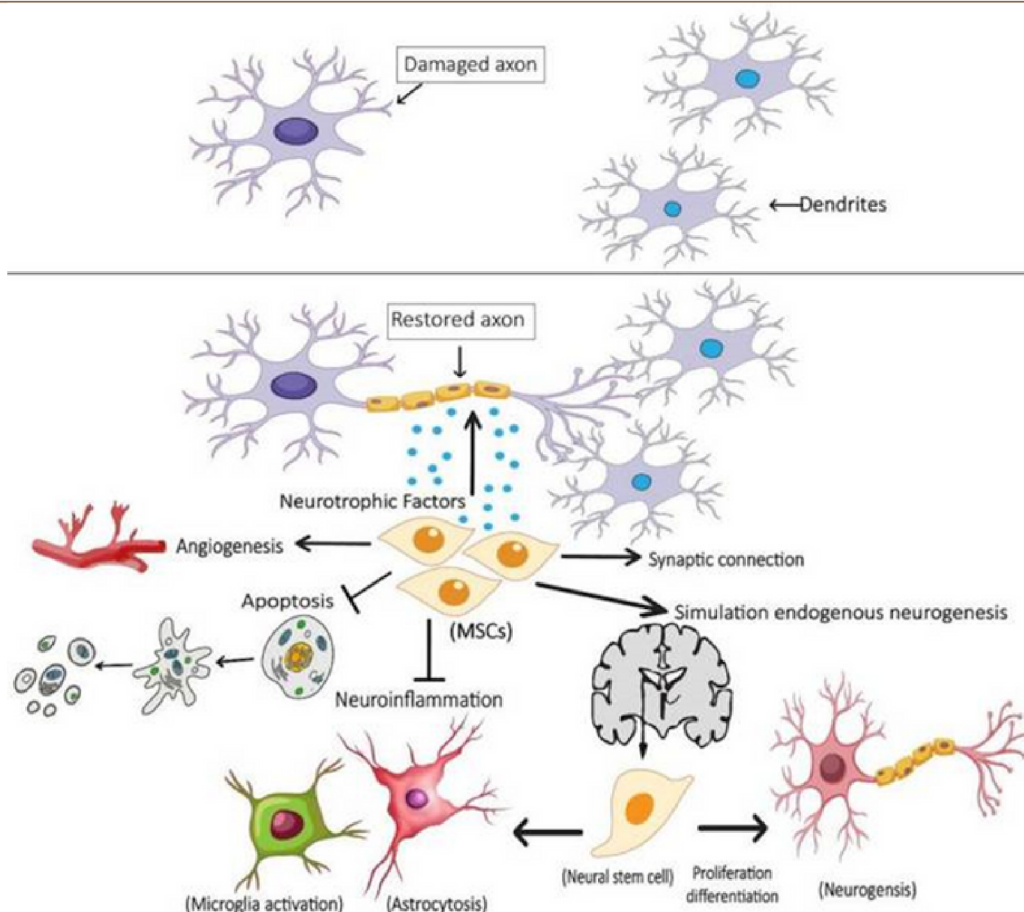 Damaged axon
Dendrites
Restored axon
Neurotrophic Factors
Angiogenesis
Synaptic connection
Apoptosis
Simulation endogenous neurogenesis
(MSCs)
Neuroinflammation
(Neural stem cell)
Proliferation
differentiation
(Neurogensis)
(Microglia activation)
(Astrocytosis)